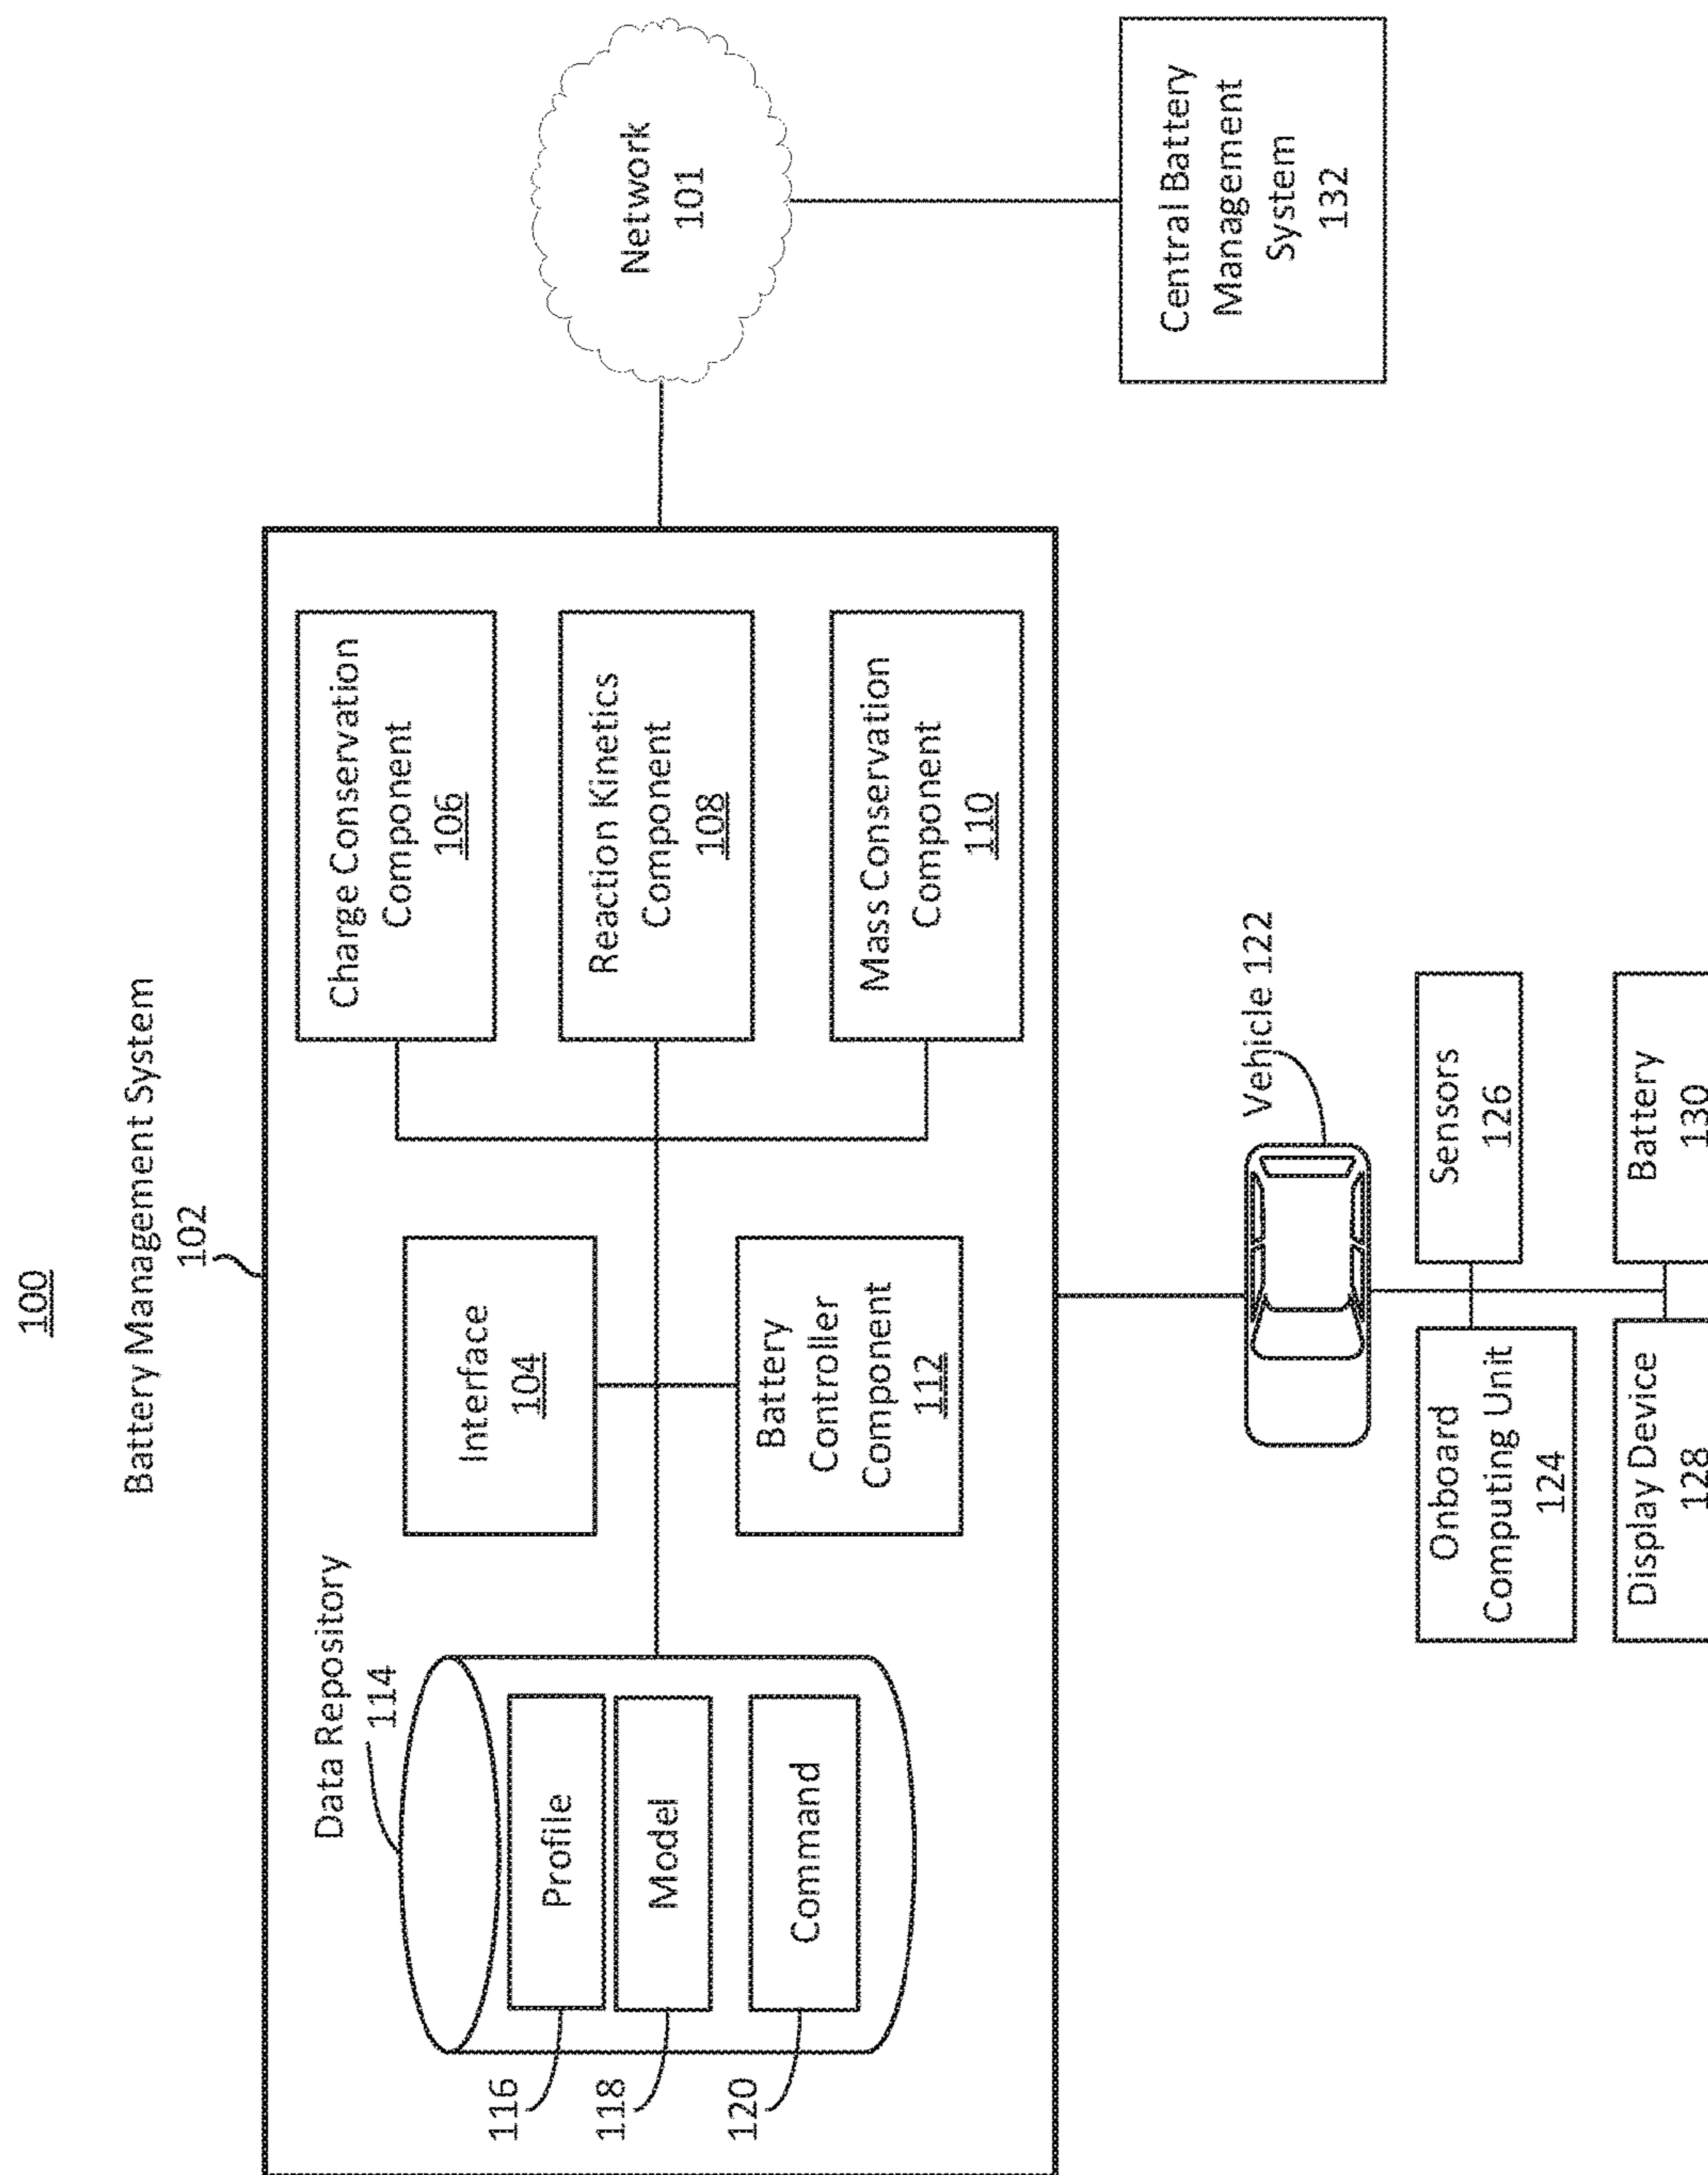 100
Battery Management System
102
Data Repository
114
Profile
116
Model
118
Command
120
Interface
104
Battery
Controller
Component
112
Charge Conservation
Component
106
Reaction Kinetics
Component
108
Mass Conservation
Component
110
Network
101
Central Battery
Management
System
132
Vehicle 122
Onboard
Computing Unit
124
Sensors
126
Display Device
128
Battery
130